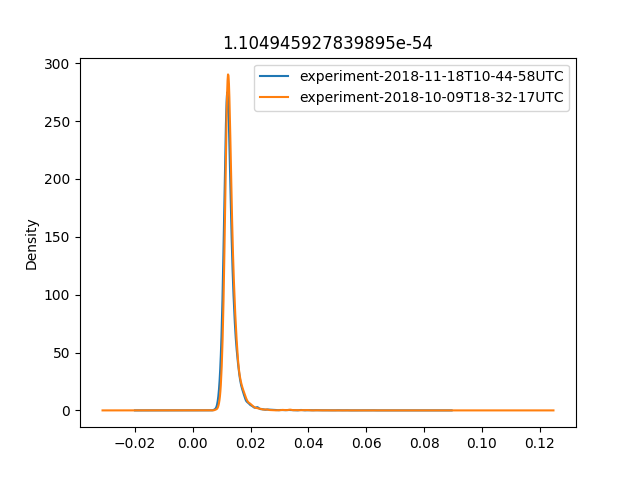 1.104945927839895e-54
300
250
200
150
100
50
0
Density
experiment-2018-11-18T10-44-58UTC
experiment-2018-10-09T18-32-17UTC
−0.02 0.00 0.02 0.04 0.06 0.08 0.10 0.12